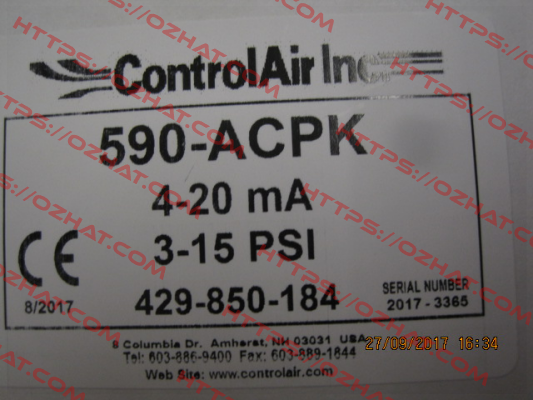 ControlAir Inc
590-ACPK
4-20 mA
3-15 PSI
CE
8/2017
429-850-184
SERIAL NUMBER
2017 - 3365
8 Columbia Dr. Amherst, NH 03031 USA
Tel: 603-886-9400 Fax: 603-889-1844
Web Site: www.controlair.com
27/09/2017 16:34
HTTPS://OZHAT.COM